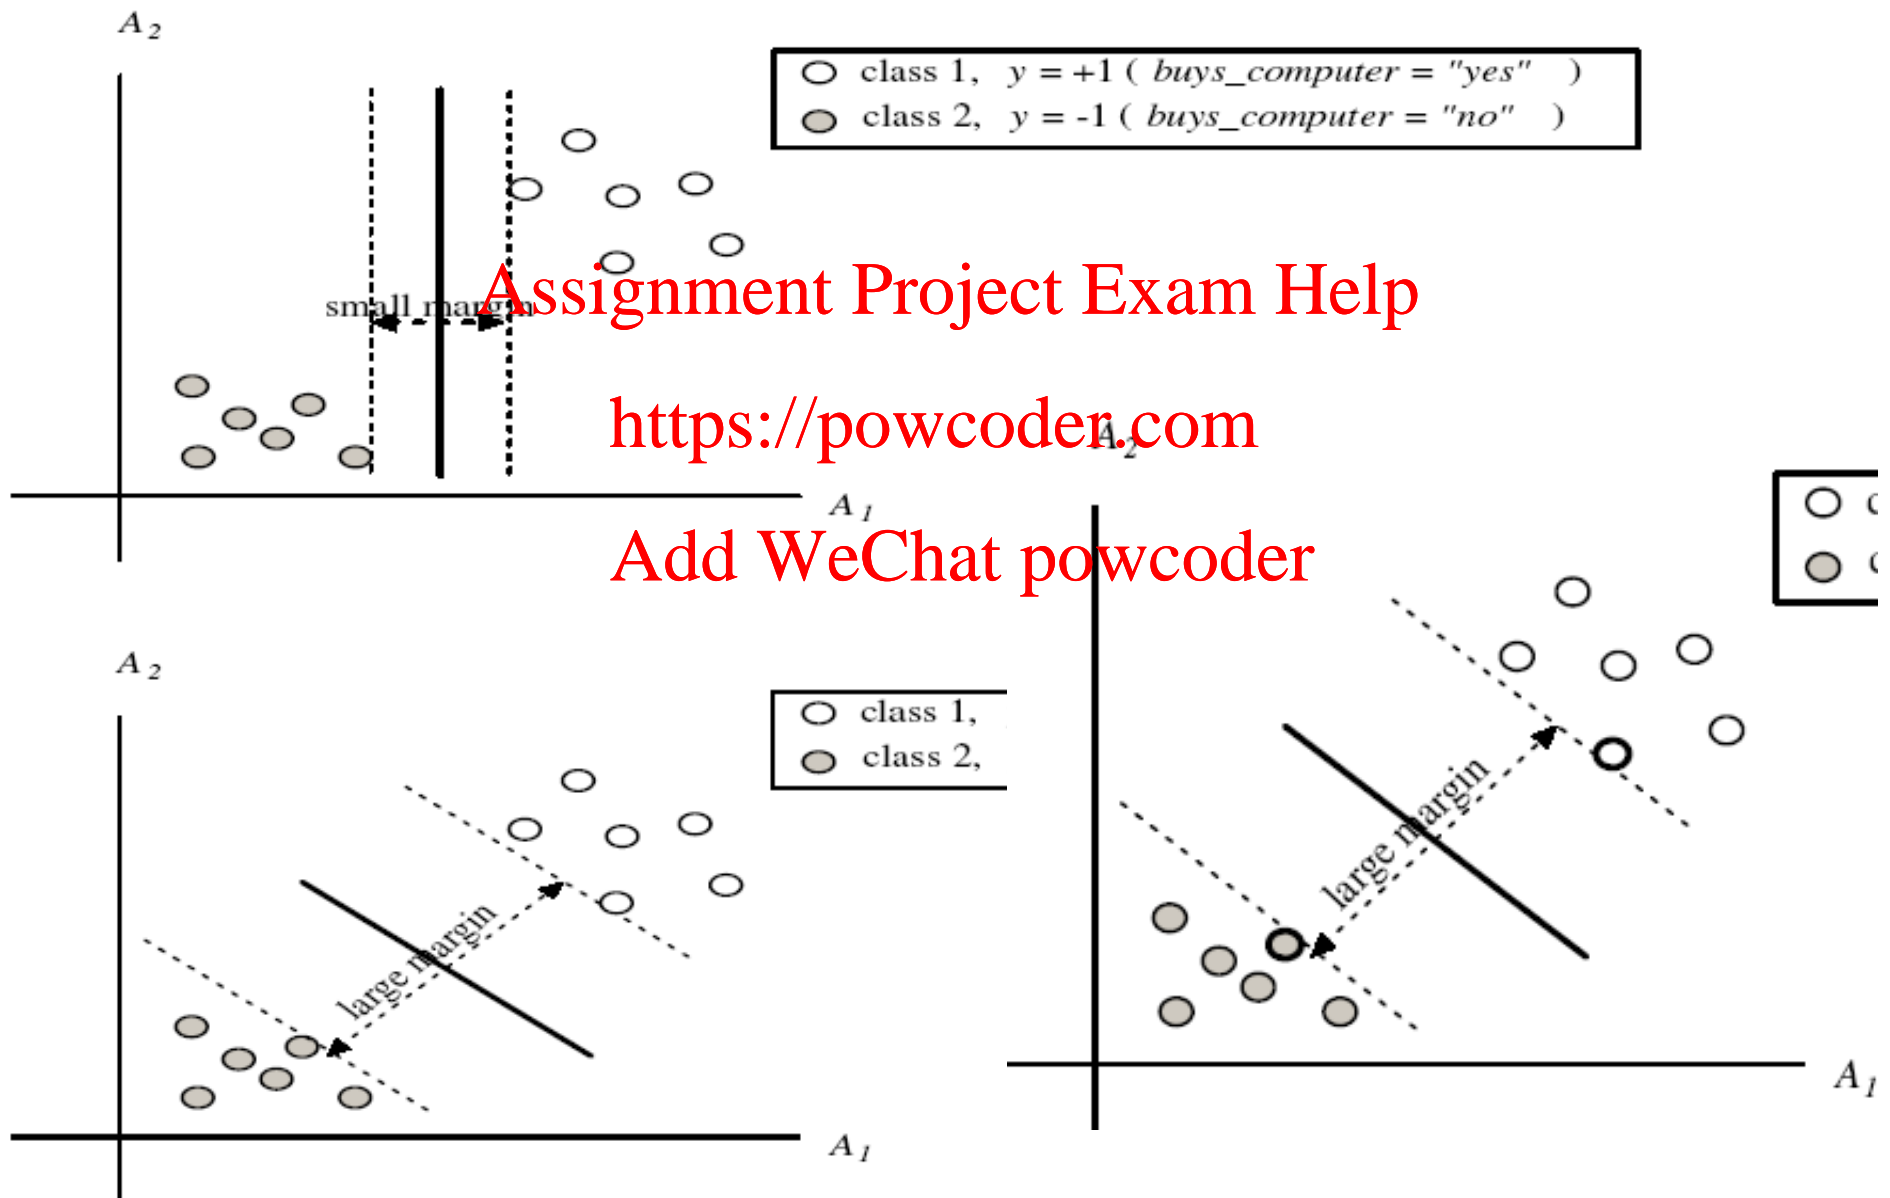 A2
class 1, y = +1 ( buys_computer = "yes" )
class 2, y = -1 ( buys_computer = "no" )
small margin
A1
Assignment Project Exam Help
https://powcoder.com
Add WeChat powcoder
A2
class 1,
class 2,
large margin
A1
A2
large margin
A1